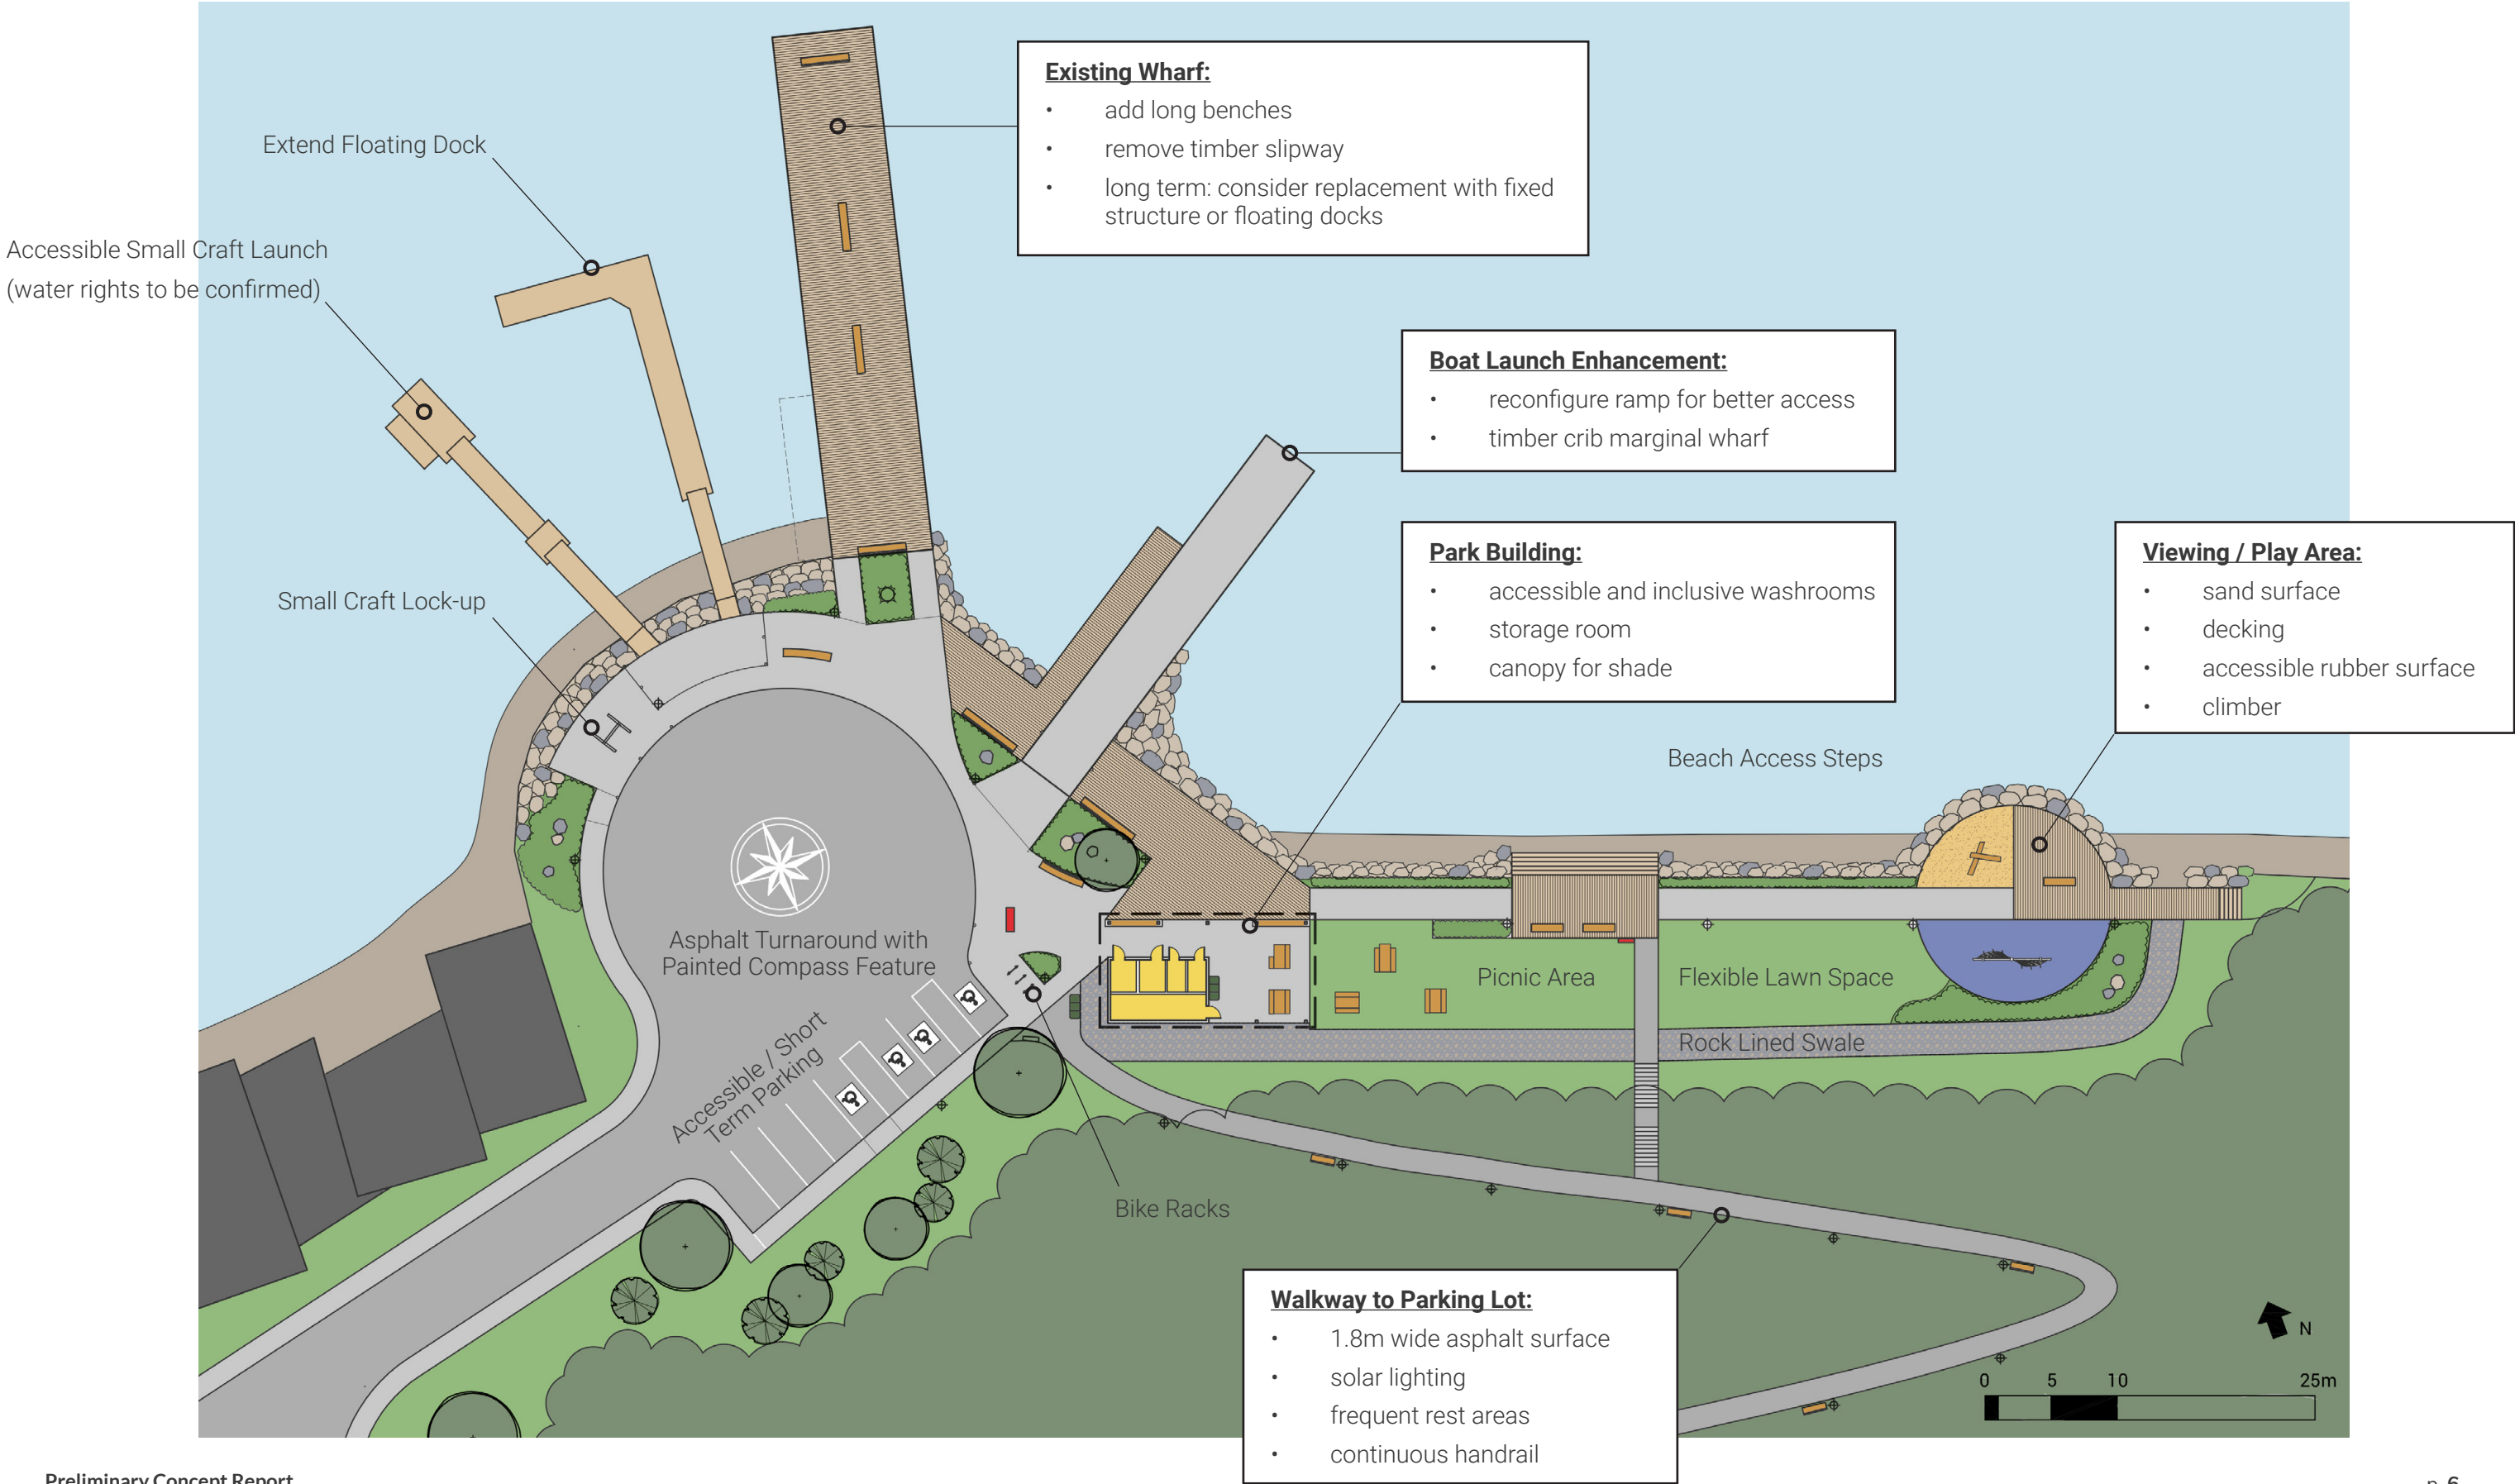 Existing Wharf:
• add long benches
• remove timber slipway
• long term: consider replacement with fixed
structure or floating docks
Extend Floating Dock
Accessible Small Craft Launch
(water rights to be confirmed)
Boat Launch Enhancement:
• reconfigure ramp for better access
• timber crib marginal wharf
Park Building:
• accessible and inclusive washrooms
• storage room
• canopy for shade
Viewing / Play Area:
• sand surface
• decking
• accessible rubber surface
• climber
Small Craft Lock-up
Beach Access Steps
Asphalt Turnaround with
Painted Compass Feature
Picnic Area
Flexible Lawn Space
Rock Lined Swale
Accessible / Short
Term Parking
Bike Racks
Walkway to Parking Lot:
• 1.8m wide asphalt surface
• solar lighting
• frequent rest areas
• continuous handrail
N
0 5 10 25m
Preliminary Concept Report
p. 6